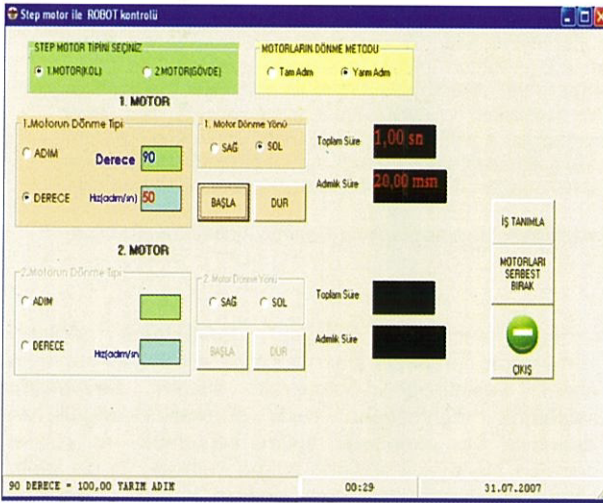 Step motor ile ROBOT kontrolü
STEP MOTOR TİPİNİ SEÇİNİZ
1.MOTOR(KOL) 2.MOTOR(GÖVDE)
MOTORLARIN DÖNME METODU
Tam Adım Yarım Adım
1. MOTOR
1.Motorun Dönme Tipi
ADIM Derece 90
DERECE Hız(adım/sn) 50
1. Motor Dönme Yönü
SAĞ SOL
BAŞLA DUR
Toplam Süre 1,00 sn
Adımlık Süre 20,00 msn
2. MOTOR
2.Motorun Dönme Tipi
ADIM
DERECE Hız(adım/sn
2. Motor Dönme Yönü
SAĞ SOL
BAŞLA DUR
Toplam Süre
Adımlık Süre
İŞ TANIMLA
MOTORLARI
SERBEST
BIRAK
ÇIKIŞ
90 DERECE = 100,00 YARIM ADIM 00:29 31.07.2007